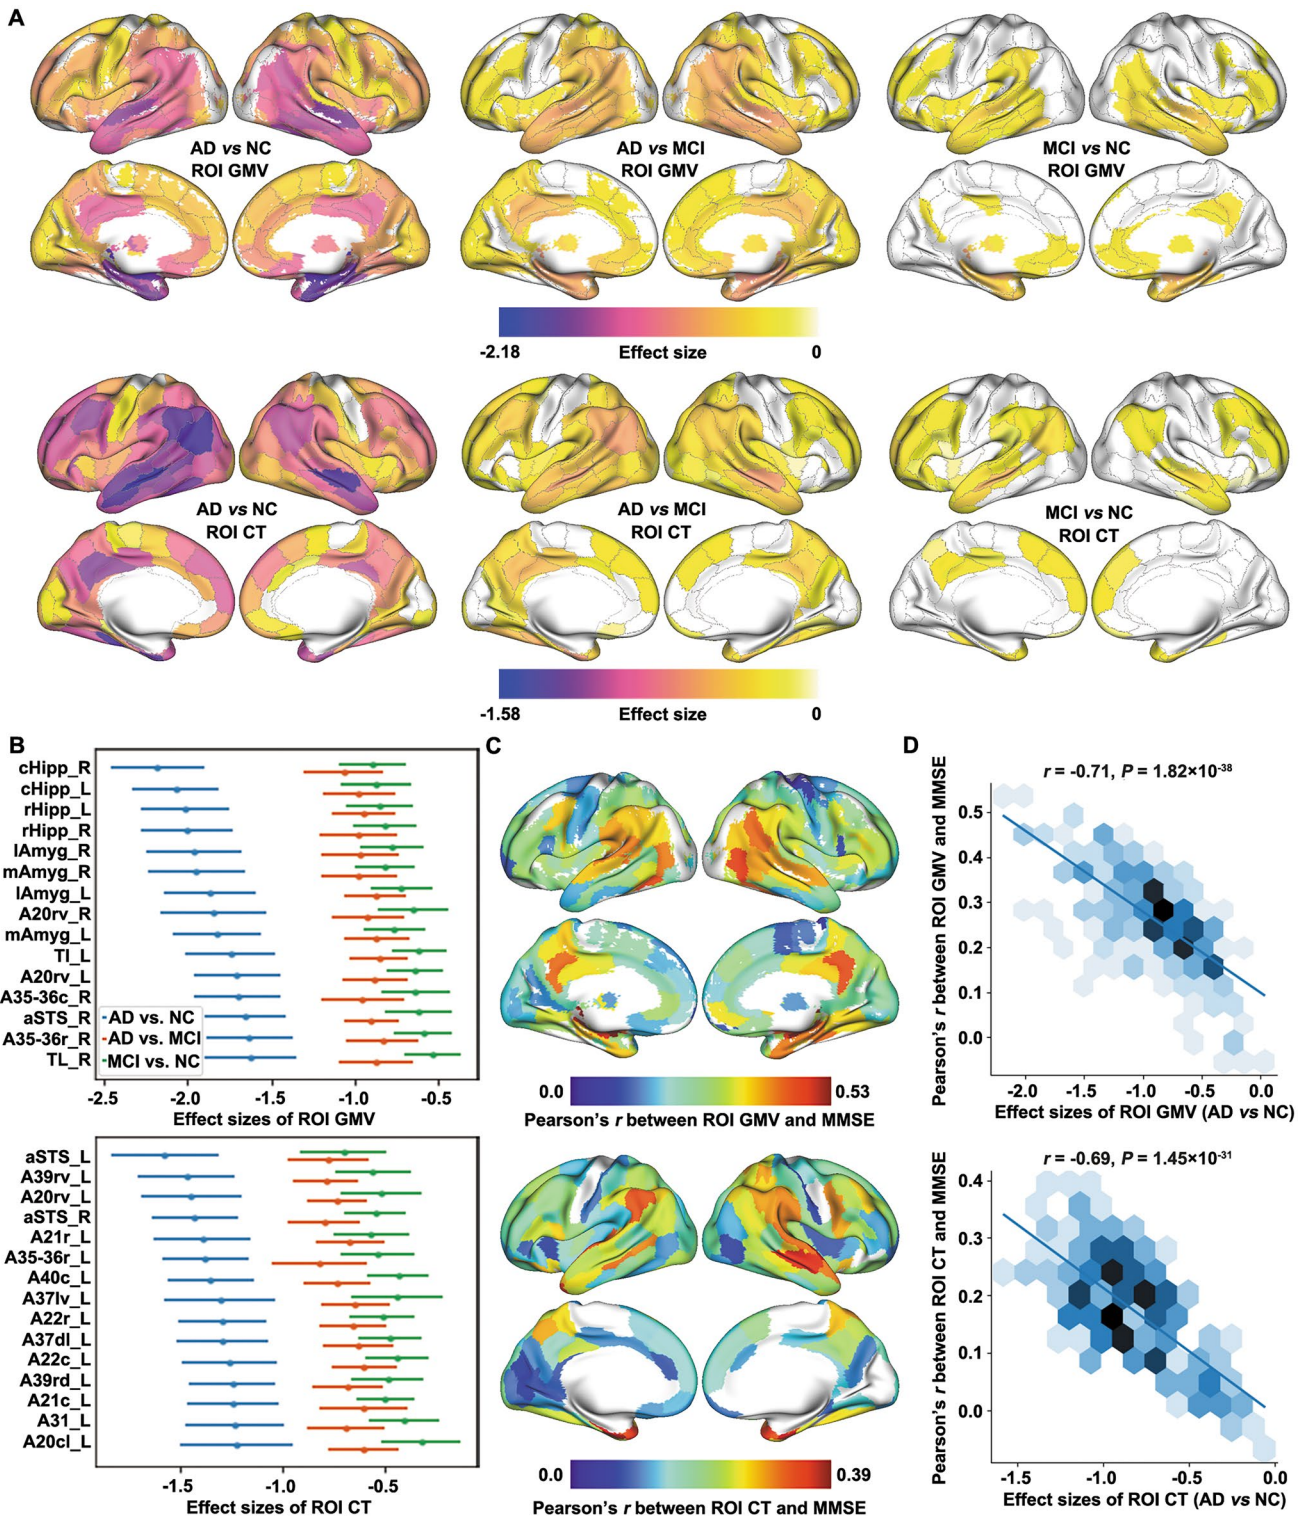 A
AD vs NC
ROI GMV
AD vs MCI
ROI GMV
MCI vs NC
ROI GMV
-2.18
Effect size
0
AD vs NC
ROI CT
AD vs MCI
ROI CT
MCI vs NC
ROI CT
-1.58
Effect size
0
B
cHipp_R
cHipp_L
rHipp_L
rHipp_R
lAmyg_R
mAmyg_R
lAmyg_L
A20rv_R
mAmyg_L
TI_L
A20rv_L
A35-36c_R
aSTS_R
A35-36r_R
TL_R
AD vs. NC
AD vs. MCI
MCI vs. NC
-2.5 -2.0 -1.5 -1.0 -0.5
Effect sizes of ROI GMV
aSTS_L
A39rv_L
A20rv_L
aSTS_R
A21r_L
A35-36r_L
A40c_L
A37lv_L
A22r_L
A37dl_L
A22c_L
A39rd_L
A21c_L
A31_L
A20cl_L
-1.5 -1.0 -0.5
Effect sizes of ROI CT
C
0.0
0.53
Pearson's r between ROI GMV and MMSE
0.0
0.39
Pearson's r between ROI CT and MMSE
D
r = -0.71, P = 1.82×10-38
Pearson's r between ROI GMV and MMSE
0.5
0.4
0.3
0.2
0.1
0.0
-2.0 -1.5 -1.0 -0.5 0.0
Effect sizes of ROI GMV (AD vs NC)
r = -0.69, P = 1.45×10-31
Pearson's r between ROI CT and MMSE
0.4
0.3
0.2
0.1
0.0
-1.5 -1.0 -0.5 0.0
Effect sizes of ROI CT (AD vs NC)